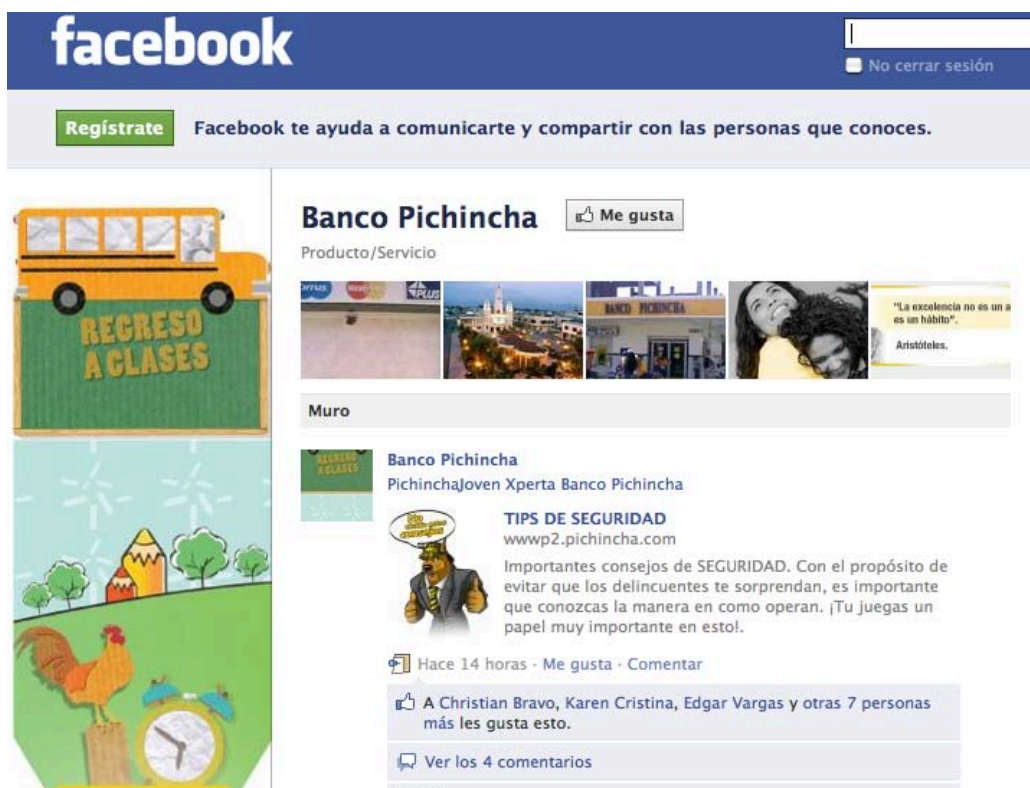 facebook
No cerrar sesión
Regístrate
Facebook te ayuda a comunicarte y compartir con las personas que conoces.
REGRESO
A CLASES
Banco Pichincha
Me gusta
Producto/Servicio
PLUS
BANCO PICHINCHA
"La excelencia no es un a
es un hábito".
Aristóteles.
Muro
REGRESO
A CLASES
Banco Pichincha
PichinchaJoven Xperta Banco Pichincha
TIPS DE SEGURIDAD
wwwp2.pichincha.com
Importantes consejos de SEGURIDAD. Con el propósito de
evitar que los delincuentes te sorprendan, es importante
que conozcas la manera en como operan. ¡Tu juegas un
papel muy importante en esto!.
Hace 14 horas · Me gusta · Comentar
A Christian Bravo, Karen Cristina, Edgar Vargas y otras 7 personas
más les gusta esto.
Ver los 4 comentarios